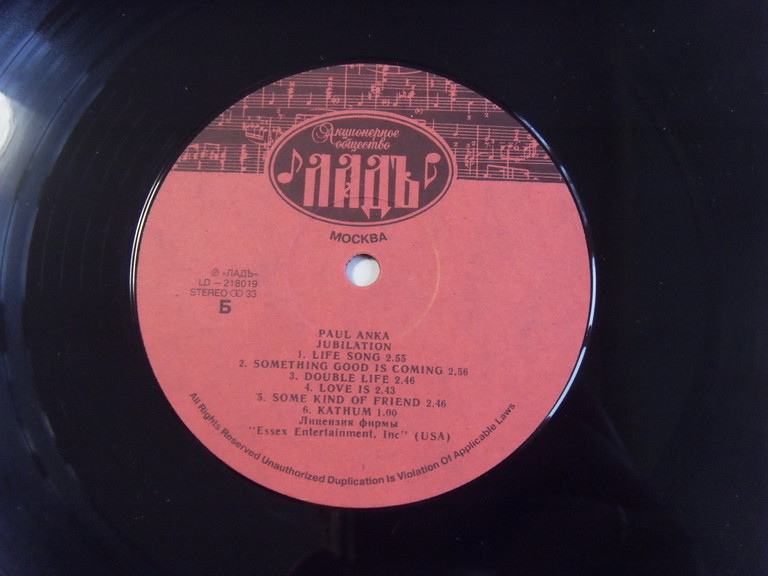 Акционерное
общество
ЛАДЪ
МОСКВА
℗ «ЛАДЪ»
LD — 218019
STEREO 33
Б
PAUL ANKA
JUBILATION
1. LIFE SONG 2.55
2. SOMETHING GOOD IS COMING 2,56
3. DOUBLE LIFE 2.46
4. LOVE IS 2.43
5. SOME KIND OF FRIEND 2.46
6. KATHUM 1.00
Лицензия фирмы
"Essex Entertainment, Inc" (USA)
All Rights Reserved Unauthorized Duplication Is Violation Of Applicable Laws